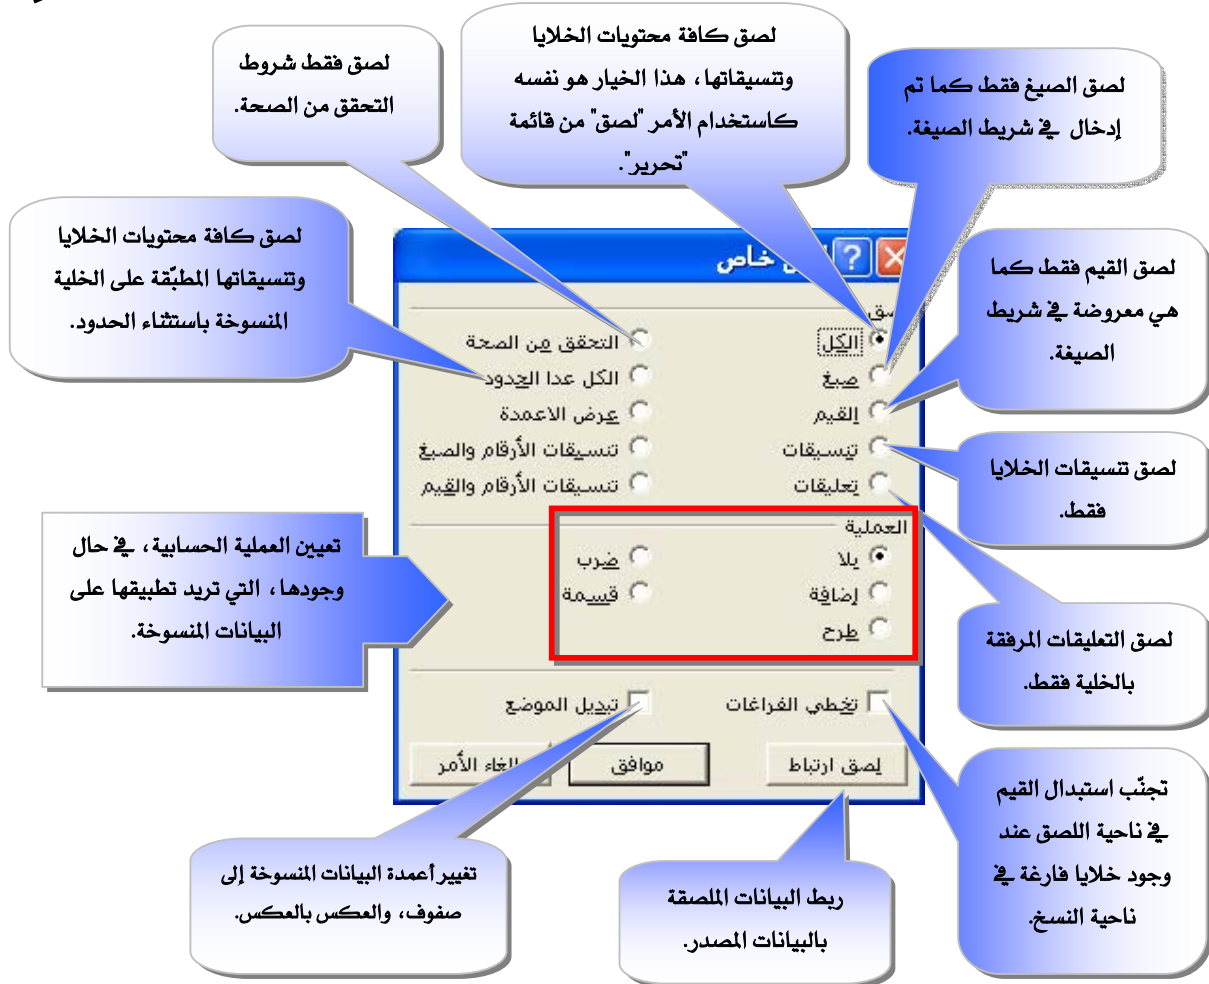 لصق فقط شروط
التحقق من الصحة.
لصق كافة محتويات الخلايا
وتنسيقاتها، هذا الخيار هو نفسه
كاستخدام الأمر "لصق" من قائمة
"تحرير".
لصق الصيغ فقط كما تم
إدخال في شريط الصيغة.
لصق كافة محتويات الخلايا
وتنسيقاتها المطبّقة على الخلية
المنسوخة باستثناء الحدود.
لصق القيم فقط كما
هي معروضة في شريط
الصيغة.
لصق تنسيقات الخلايا
فقط.
تعيين العملية الحسابية، في حال
وجودها، التي تريد تطبيقها على
البيانات المنسوخة.
لصق التعليقات المرفقة
بالخلية فقط.
تجنّب استبدال القيم
في ناحية اللصق عند
وجود خلايا فارغة في
ناحية النسخ.
تغيير أعمدة البيانات المنسوخة إلى
صفوف، والعكس بالعكس.
ربط البيانات الملصقة
بالبيانات المصدر.
خاص
الكل
صيغ
القيم
تنسيقات
تعليقات
التحقق من الصحة
الكل عدا الحدود
عرض الاعمدة
تنسيقات الأرقام والصيغ
تنسيقات الأرقام والقيم
العملية
بلا
إضافة
طرح
ضرب
قسمة
تخطي الفراغات
تبديل الموضع
لصق ارتباط
موافق
الأمر